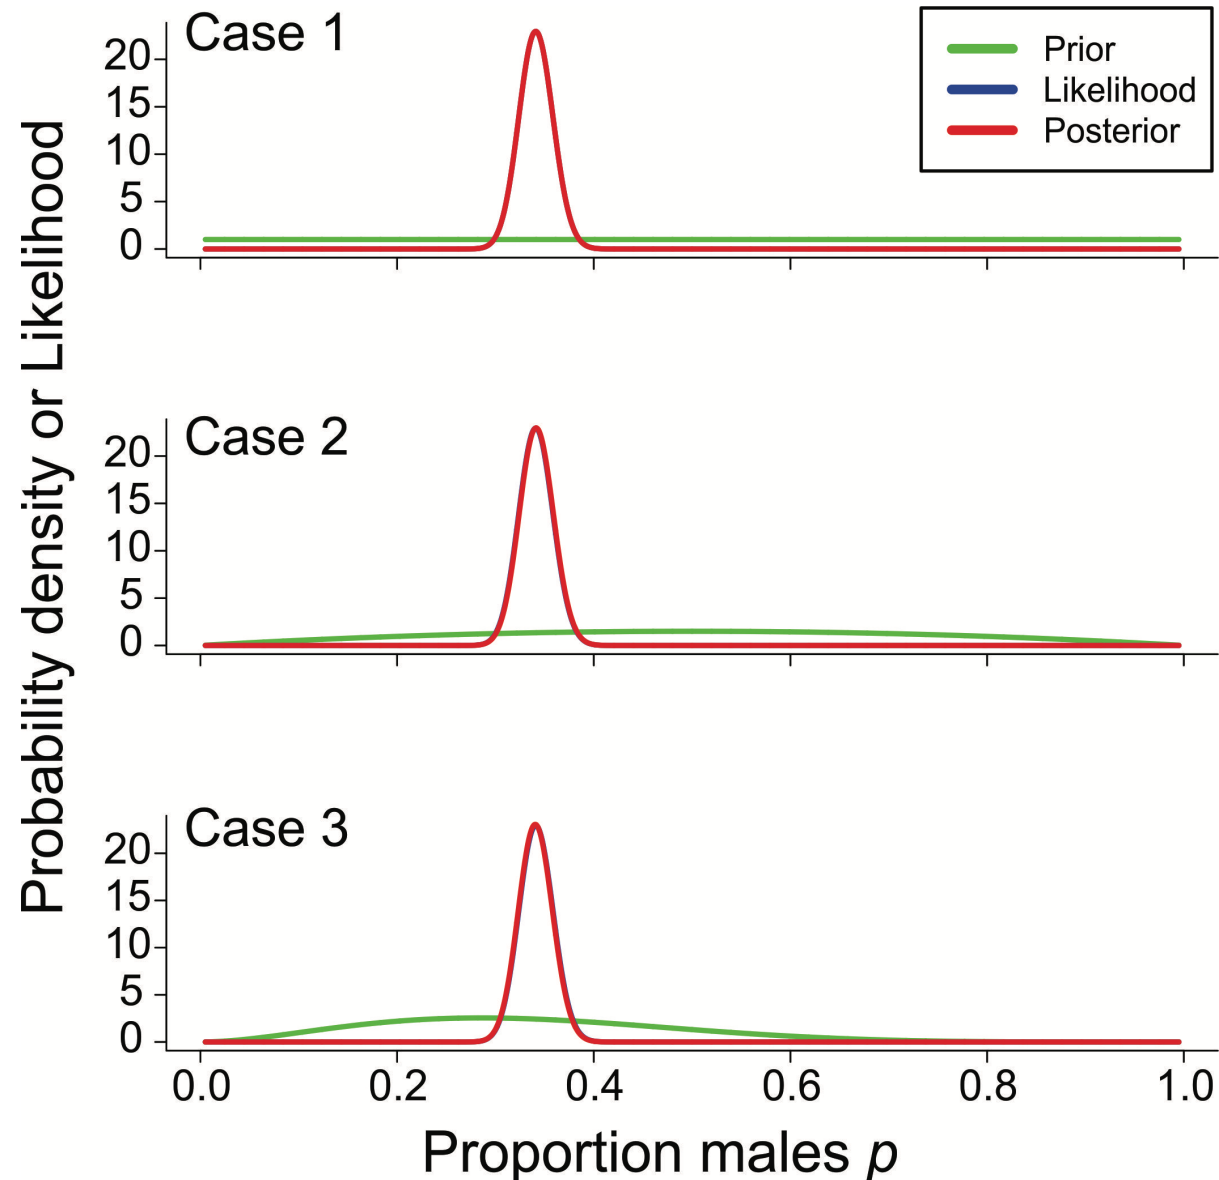 Case 1
Prior
Likelihood
Posterior
20
15
10
5
0
Probability density or Likelihood
Case 2
20
15
10
5
0
Case 3
20
15
10
5
0
0.0 0.2 0.4 0.6 0.8 1.0
Proportion males p